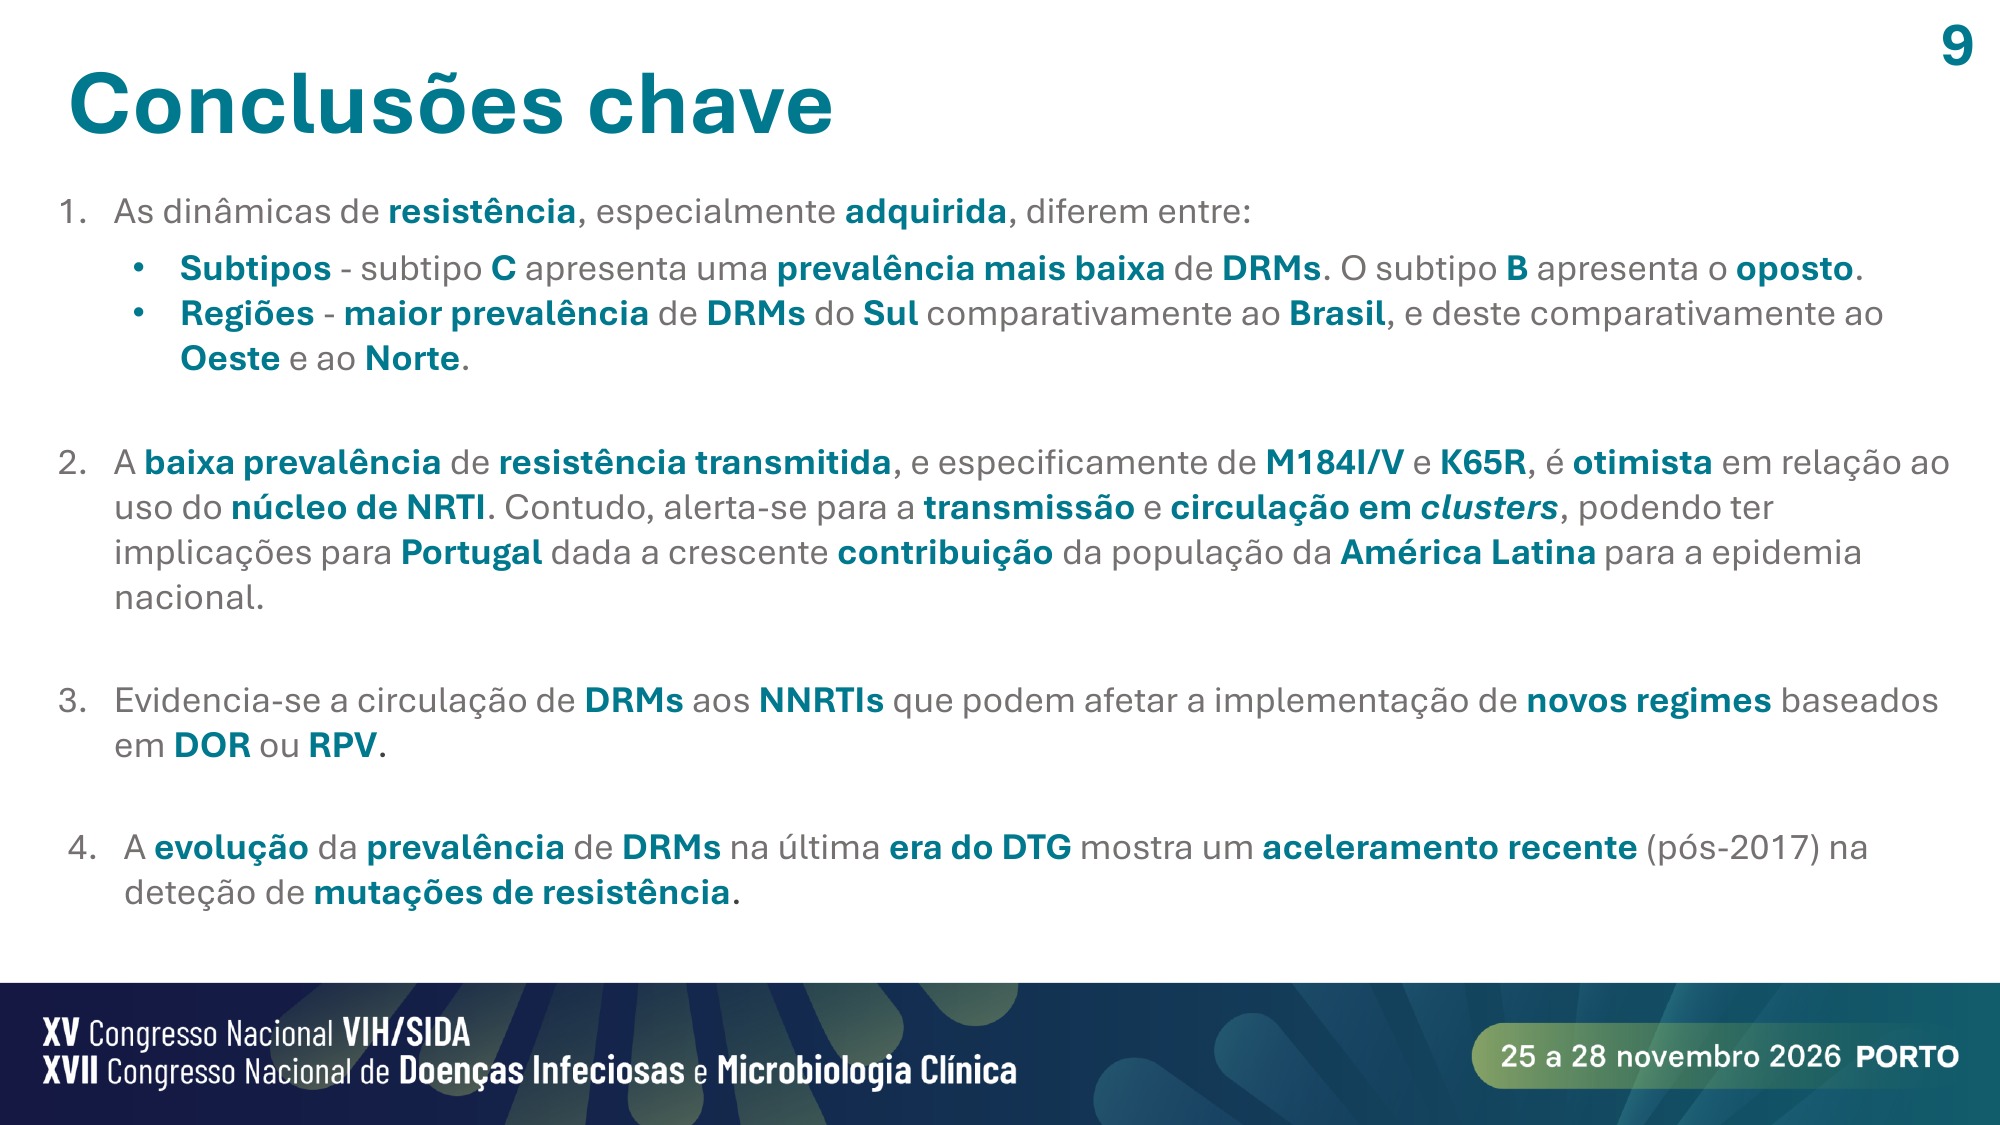 9
Conclusões chave
1. As dinâmicas de resistência, especialmente adquirida, diferem entre:
• Subtipos - subtipo C apresenta uma prevalência mais baixa de DRMs. O subtipo B apresenta o oposto.
• Regiões - maior prevalência de DRMs do Sul comparativamente ao Brasil, e deste comparativamente ao
Oeste e ao Norte.
2. A baixa prevalência de resistência transmitida, e especificamente de M184I/V e K65R, é otimista em relação ao
uso do núcleo de NRTI. Contudo, alerta-se para a transmissão e circulação em clusters, podendo ter
implicações para Portugal dada a crescente contribuição da população da América Latina para a epidemia
nacional.
3. Evidencia-se a circulação de DRMs aos NNRTIs que podem afetar a implementação de novos regimes baseados
em DOR ou RPV.
4. A evolução da prevalência de DRMs na última era do DTG mostra um aceleramento recente (pós-2017) na
deteção de mutações de resistência.
XV Congresso Nacional VIH/SIDA
XVII Congresso Nacional de Doenças Infeciosas e Microbiologia Clínica
25 a 28 novembro 2026 PORTO